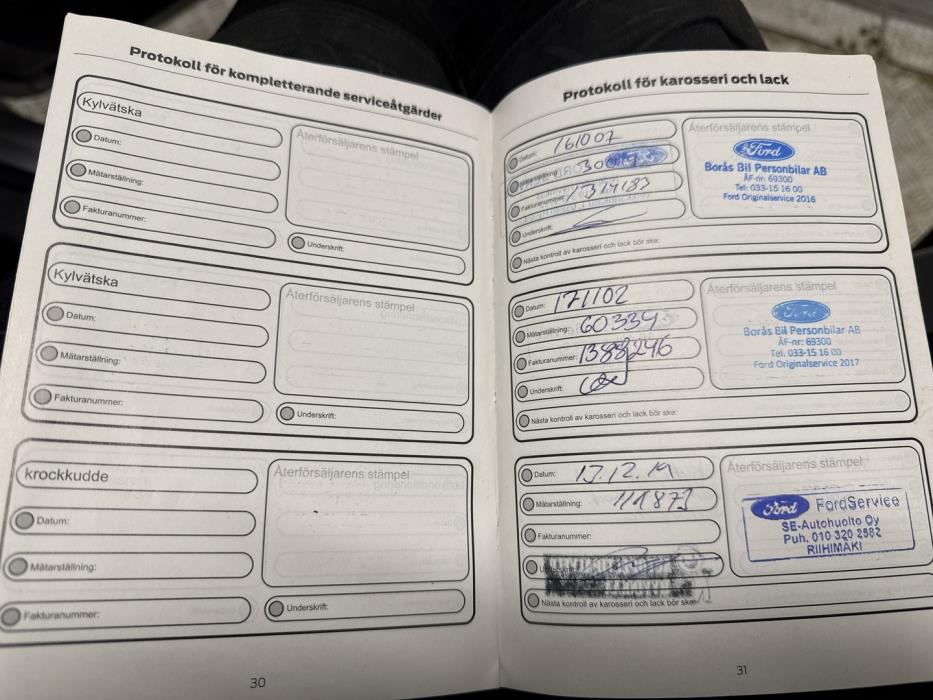 Protokoll för kompletterande serviceåtgärder
Kylvätska
Datum:
Mätarställning:
Fakturanummer:
Återförsäljarens stämpel
Underskrift:
Kylvätska
Datum:
Mätarställning:
Fakturanummer:
Återförsäljarens stämpel
Underskrift:
krockkudde
Datum:
Mätarställning:
Fakturanummer:
Återförsäljarens stämpel
Underskrift:
30
Protokoll för karosseri och lack
Datum: 161007
Mätarställning:
Fakturanummer:
Underskrift:
Nästa kontroll av karosseri och lack bör ske:
Återförsäljarens stämpel
Ford
Borås Bil Personbilar AB
ÅF-nr: 69300
Tel: 033-15 16 00
Ford Originalservice 2016
Datum: 171102
Mätarställning: 60339
Fakturanummer: 1388246
Underskrift:
Nästa kontroll av karosseri och lack bör ske:
Återförsäljarens stämpel
Ford
Borås Bil Personbilar AB
ÅF-nr: 69300
Tel: 033-15 16 00
Ford Originalservice 2017
Datum: 13.12.19
Mätarställning: 111873
Fakturanummer:
Nästa kontroll av karosseri och lack bör ske:
Återförsäljarens stämpel
Ford FordService
SE-Autohuolto Oy
Puh. 010 320 2582
RIIHIMÄKI
31